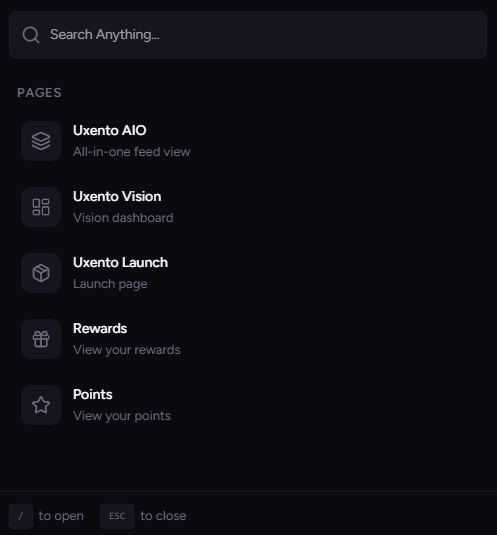 Search Anything...
PAGES
Uxento AIO
All-in-one feed view
Uxento Vision
Vision dashboard
Uxento Launch
Launch page
Rewards
View your rewards
Points
View your points
/ to open ESC to close